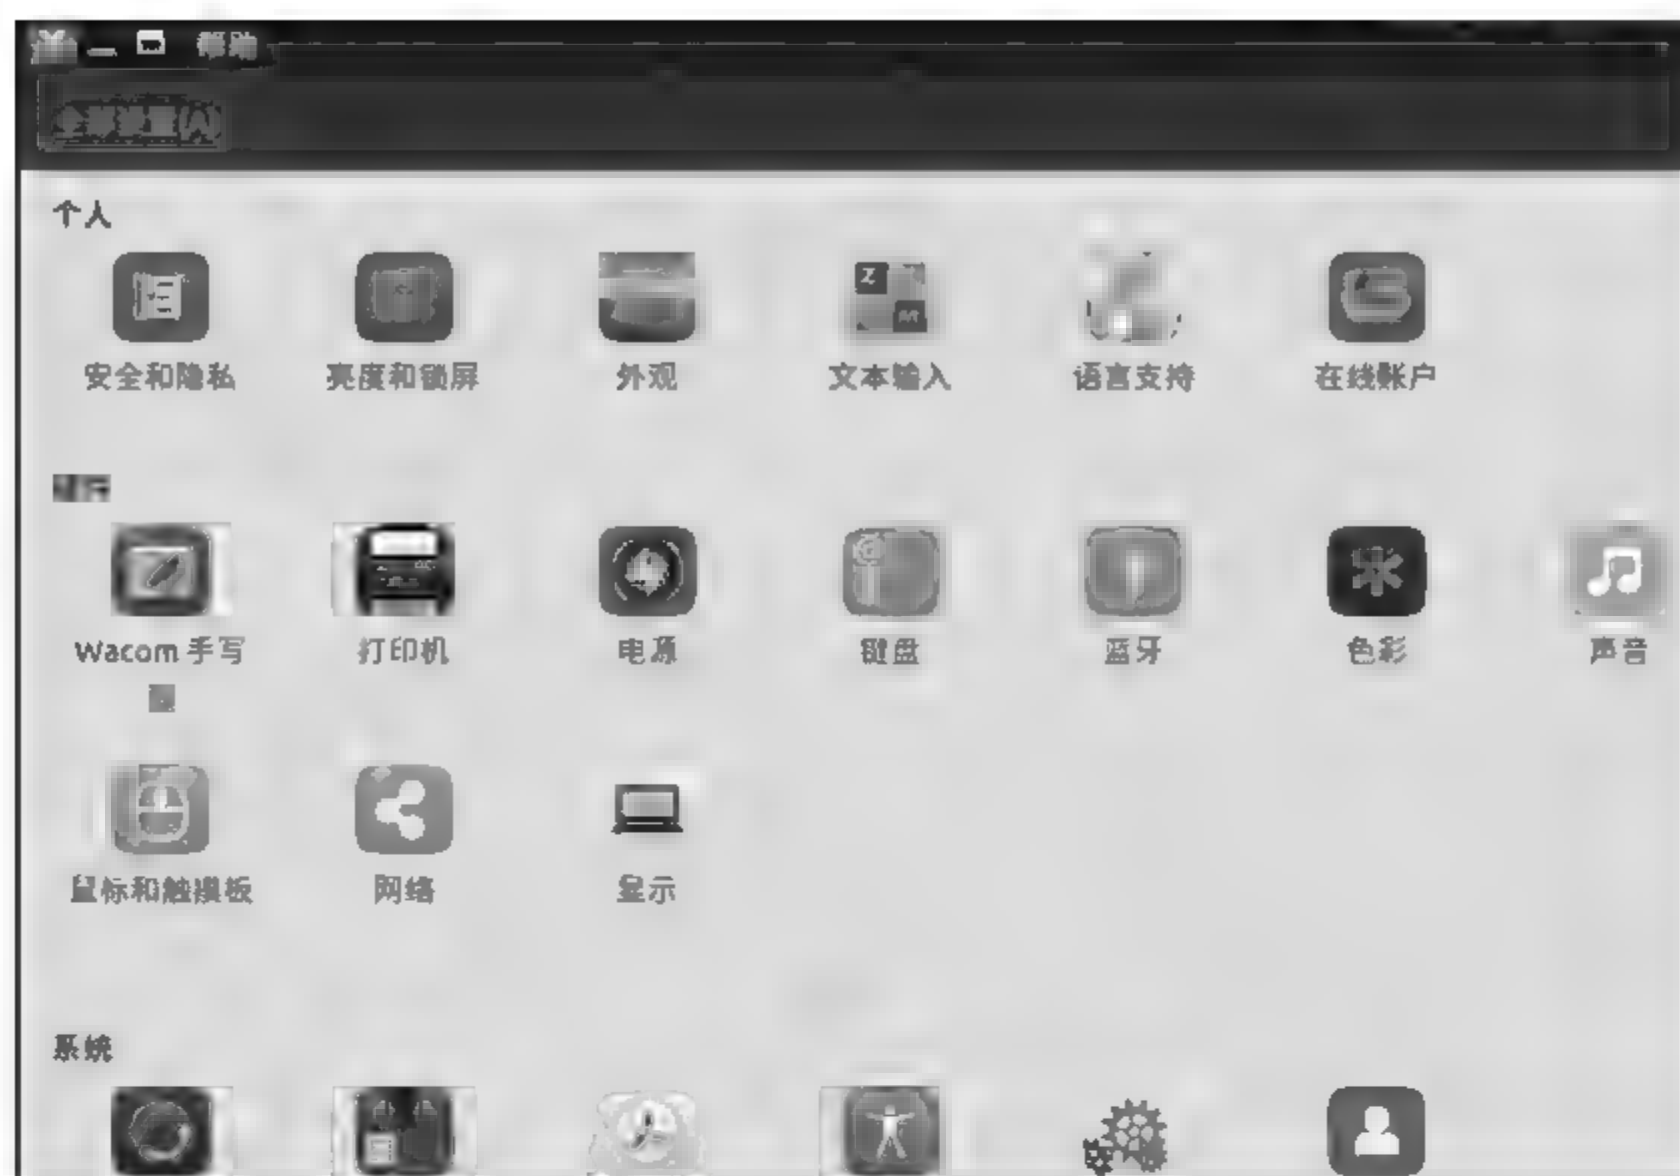 帮助
全部设置(A)
个人
安全和隐私 亮度和锁屏 外观 文本输入 语言支持 在线账户
硬件
Wacom 手写 打印机 电源 键盘 蓝牙 色彩 声音
鼠标和触摸板 网络 显示
系统